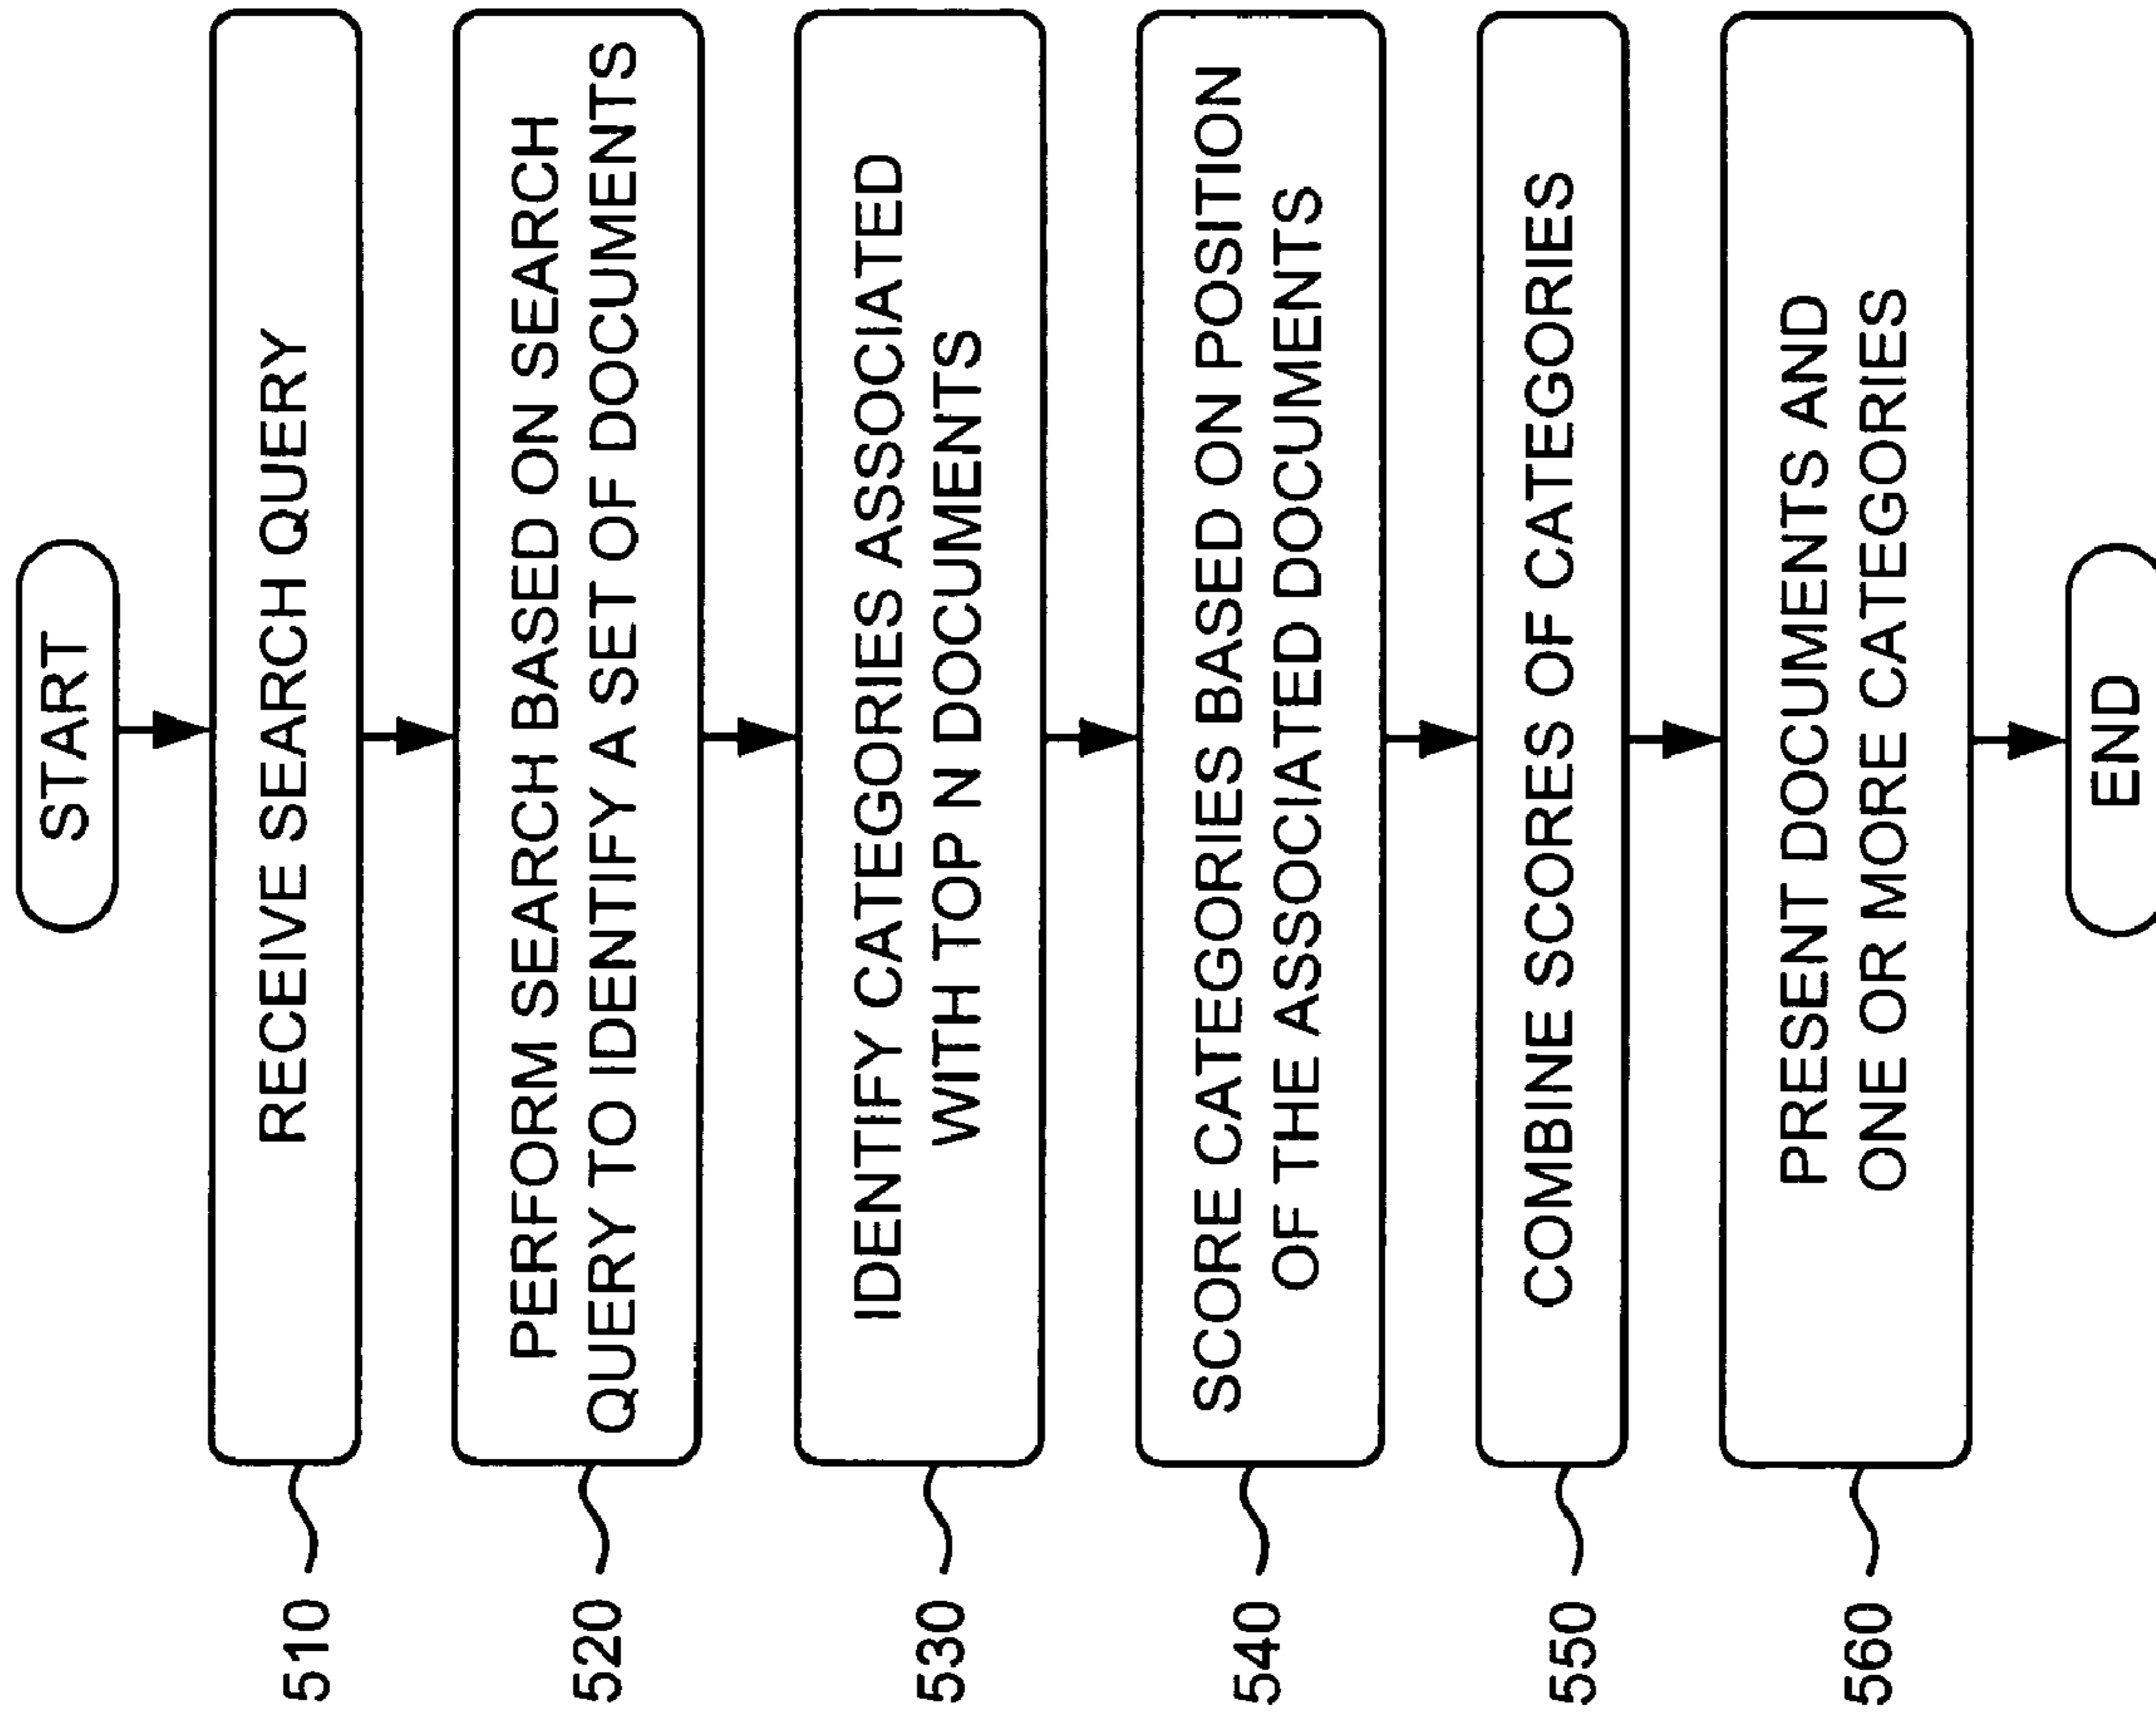 START
510
RECEIVE SEARCH QUERY
520
PERFORM SEARCH BASED ON SEARCH
QUERY TO IDENTIFY A SET OF DOCUMENTS
530
IDENTIFY CATEGORIES ASSOCIATED
WITH TOP N DOCUMENTS
540
SCORE CATEGORIES BASED ON POSITION
OF THE ASSOCIATED DOCUMENTS
550
COMBINE SCORES OF CATEGORIES
560
PRESENT DOCUMENTS AND
ONE OR MORE CATEGORIES
END